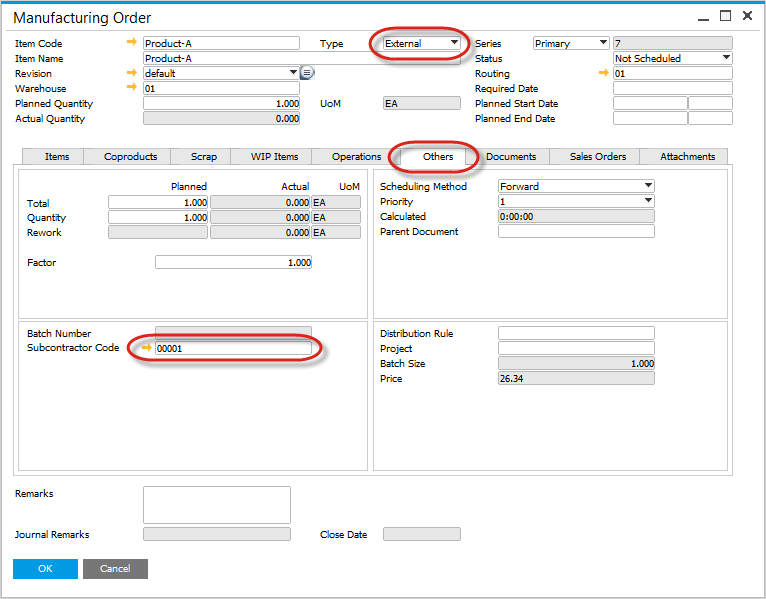 Manufacturing Order
Item Code Product-A Type External Series Primary 7
Item Name Product-A Status Not Scheduled
Revision default Routing 01
Warehouse 01 Required Date
Planned Quantity 1.000 UoM EA Planned Start Date
Actual Quantity 0.000 Planned End Date
Items Coproducts Scrap WIP Items Operations Others Documents Sales Orders Attachments
Planned Actual UoM Scheduling Method Forward
Total 1.000 0.000 EA Priority 1
Quantity 1.000 0.000 EA Calculated 0:00:00
Rework 0.000 EA Parent Document
Factor 1.000
Batch Number Distribution Rule
Subcontractor Code 00001 Project
Batch Size 1.000
Price 26.34
Remarks
Journal Remarks Close Date
OK Cancel